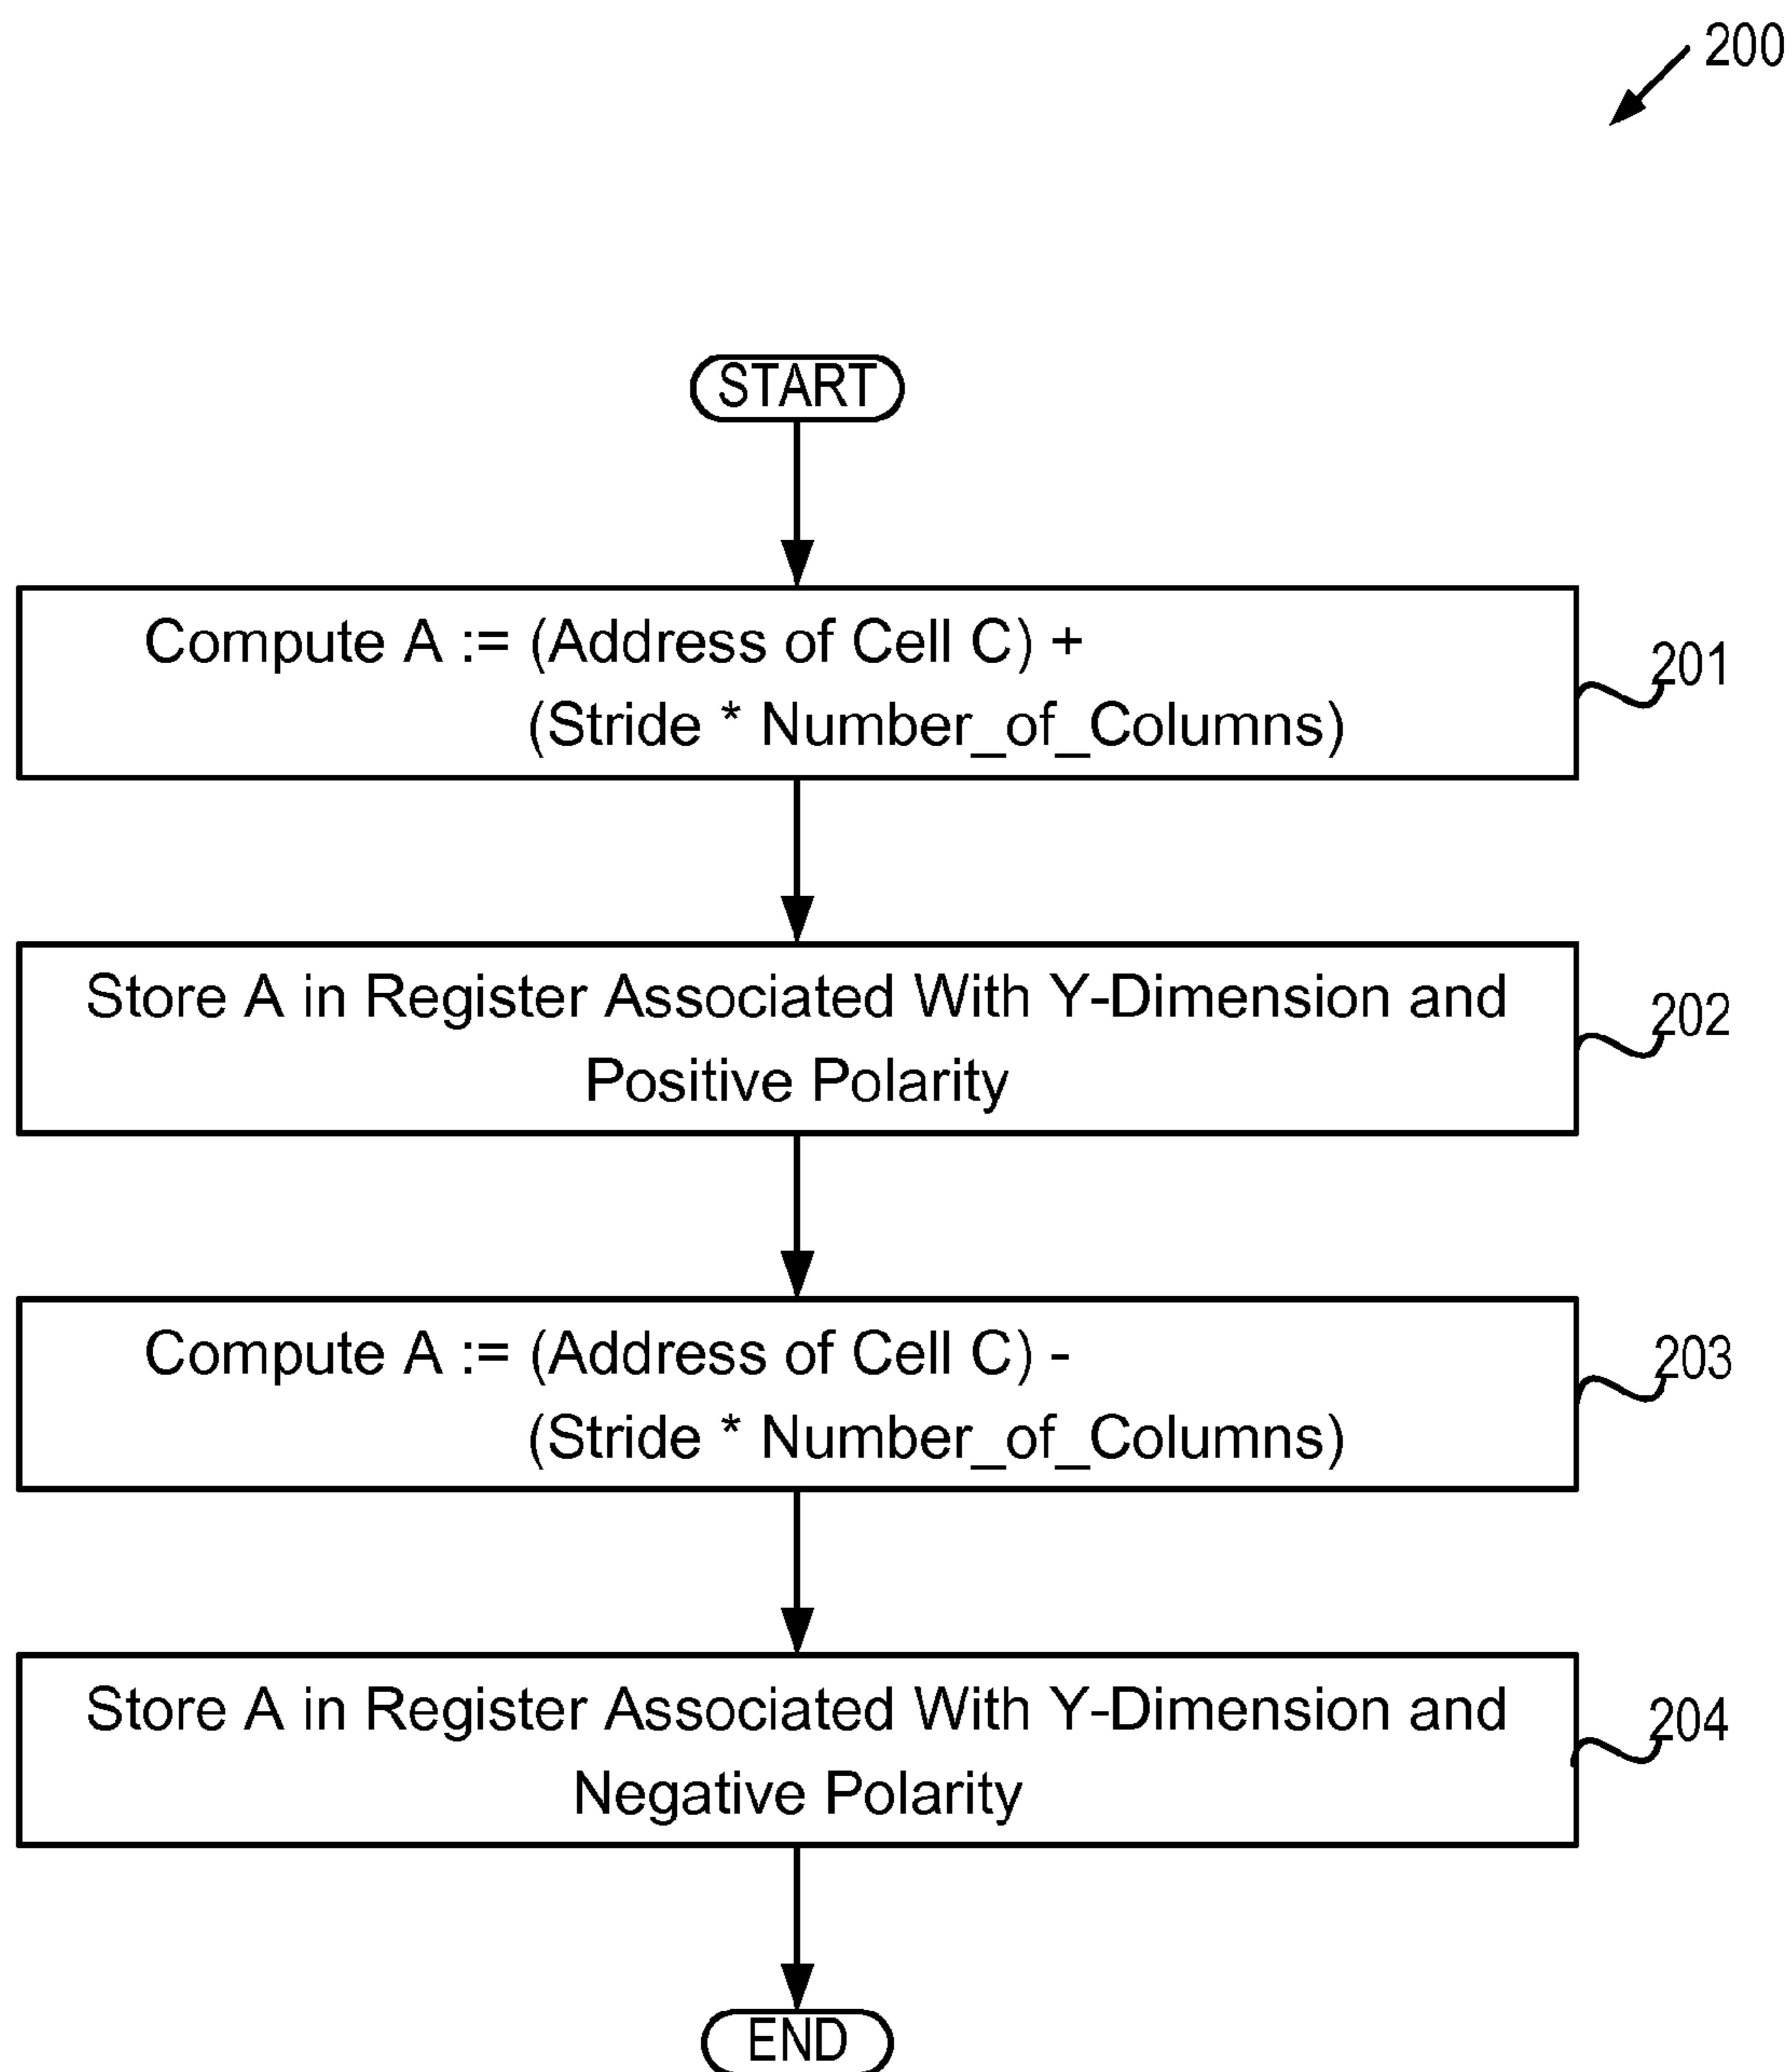 200
START
Compute A := (Address of Cell C) +
(Stride * Number_of_Columns)
201
Store A in Register Associated With Y-Dimension and
Positive Polarity
202
Compute A := (Address of Cell C) -
(Stride * Number_of_Columns)
203
Store A in Register Associated With Y-Dimension and
Negative Polarity
204
END